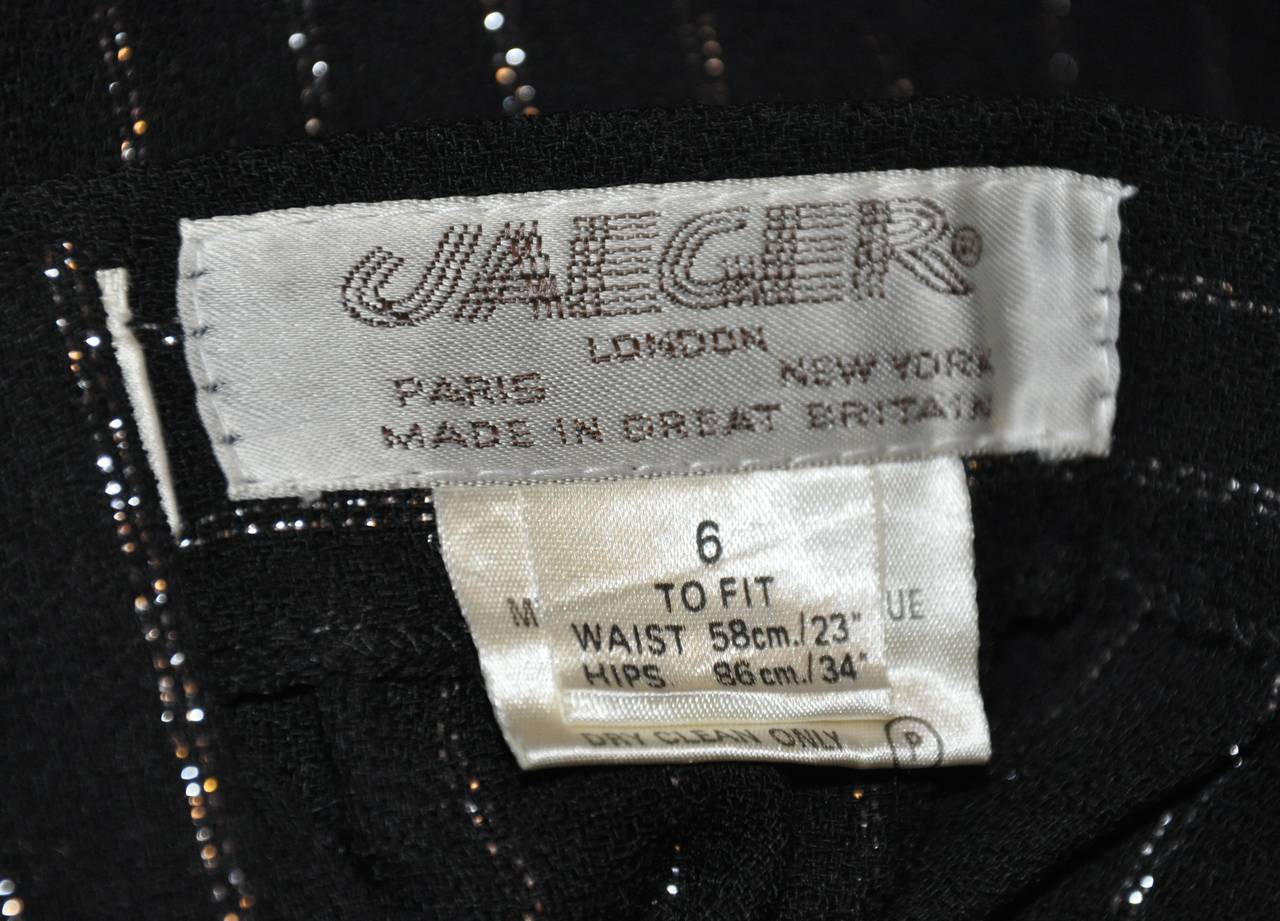 JAEGER®
LONDON
PARIS NEW YORK
MADE IN GREAT BRITAIN
6
TO FIT
M UE
WAIST 58cm./23"
HIPS 86cm./34"
DRY CLEAN ONLY P